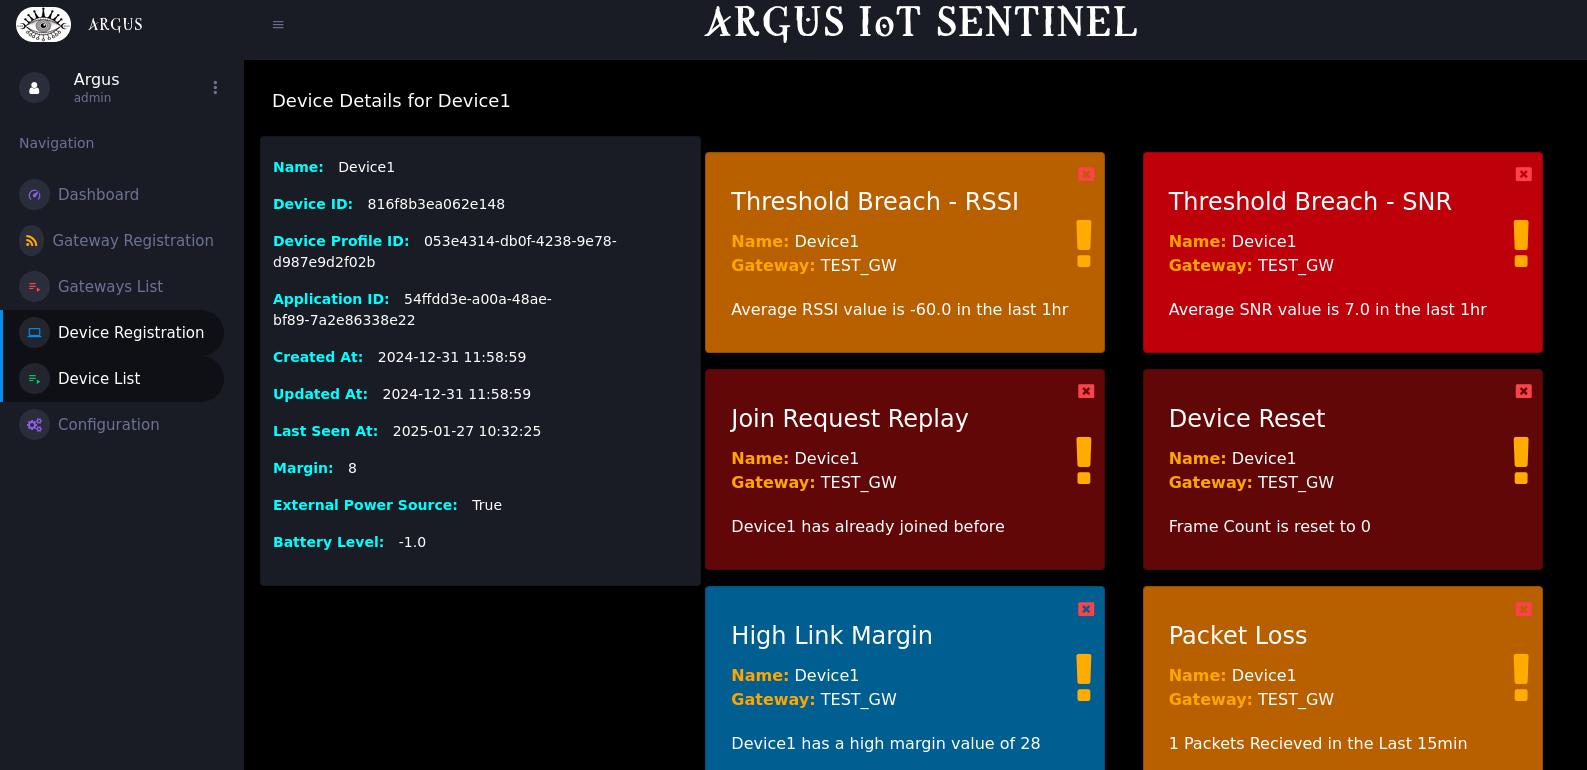 ARGUS
ARGUS IoT SENTINEL
Argus
admin
Navigation
Dashboard
Gateway Registration
Gateways List
Device Registration
Device List
Configuration
Device Details for Device1
Name: Device1
Device ID: 816f8b3ea062e148
Device Profile ID: 053e4314-db0f-4238-9e78-
d987e9d2f02b
Application ID: 54ffdd3e-a00a-48ae-
bf89-7a2e86338e22
Created At: 2024-12-31 11:58:59
Updated At: 2024-12-31 11:58:59
Last Seen At: 2025-01-27 10:32:25
Margin: 8
External Power Source: True
Battery Level: -1.0
Threshold Breach - RSSI
Name: Device1
Gateway: TEST_GW
Average RSSI value is -60.0 in the last 1hr
Threshold Breach - SNR
Name: Device1
Gateway: TEST_GW
Average SNR value is 7.0 in the last 1hr
Join Request Replay
Name: Device1
Gateway: TEST_GW
Device1 has already joined before
Device Reset
Name: Device1
Gateway: TEST_GW
Frame Count is reset to 0
High Link Margin
Name: Device1
Gateway: TEST_GW
Device1 has a high margin value of 28
Packet Loss
Name: Device1
Gateway: TEST_GW
1 Packets Recieved in the Last 15min